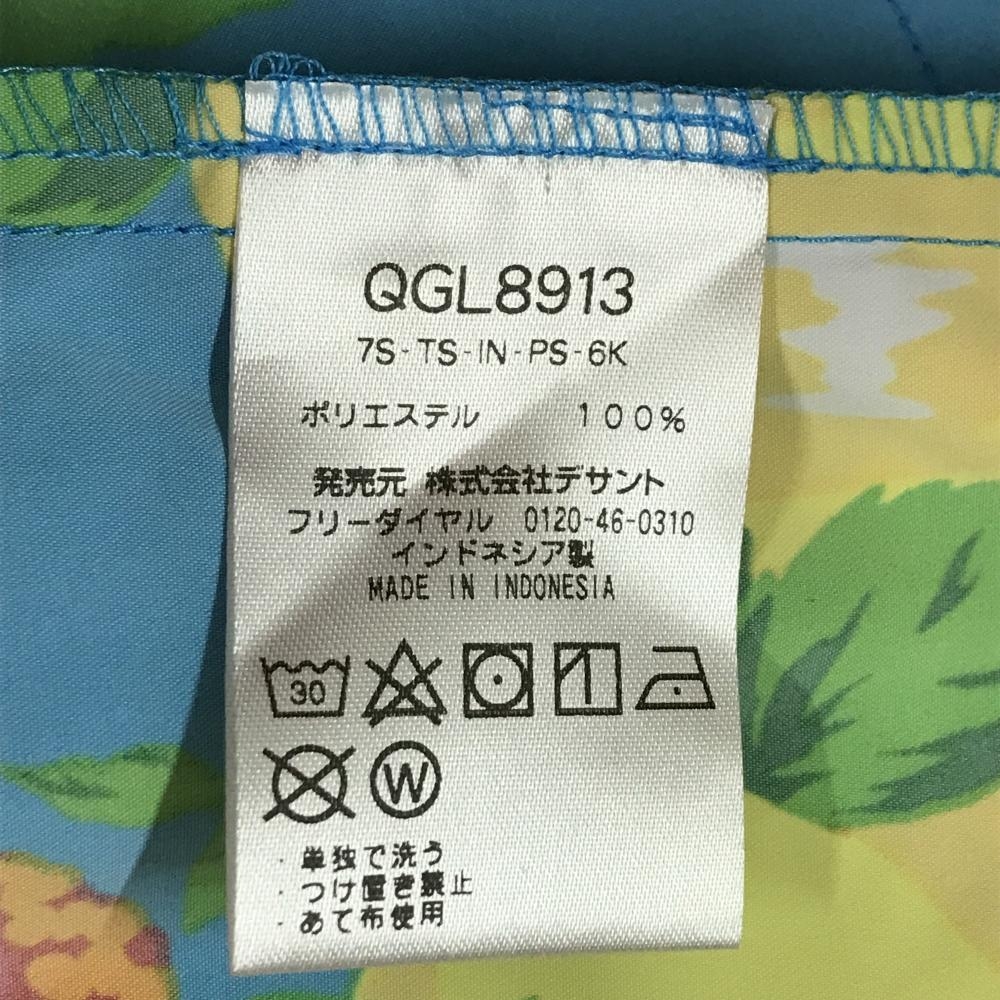 QGL8913
7S-TS-IN-PS-6K
ポリエステル 100%
発売元 株式会社デサント
フリーダイヤル 0120-46-0310
インドネシア製
MADE IN INDONESIA
30
W
・単独で洗う
・つけ置き禁止
・あて布使用